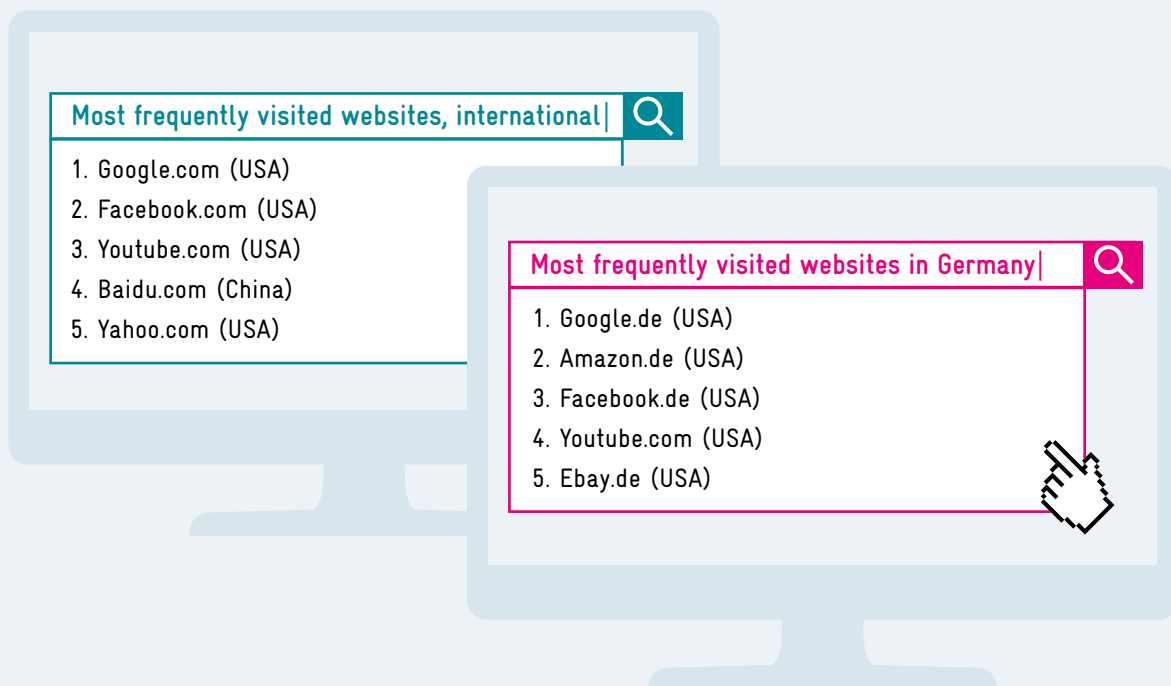 Most frequently visited websites, international
1. Google.com (USA)
2. Facebook.com (USA)
3. Youtube.com (USA)
4. Baidu.com (China)
5. Yahoo.com (USA)
Most frequently visited websites in Germany
1. Google.de (USA)
2. Amazon.de (USA)
3. Facebook.de (USA)
4. Youtube.com (USA)
5. Ebay.de (USA)